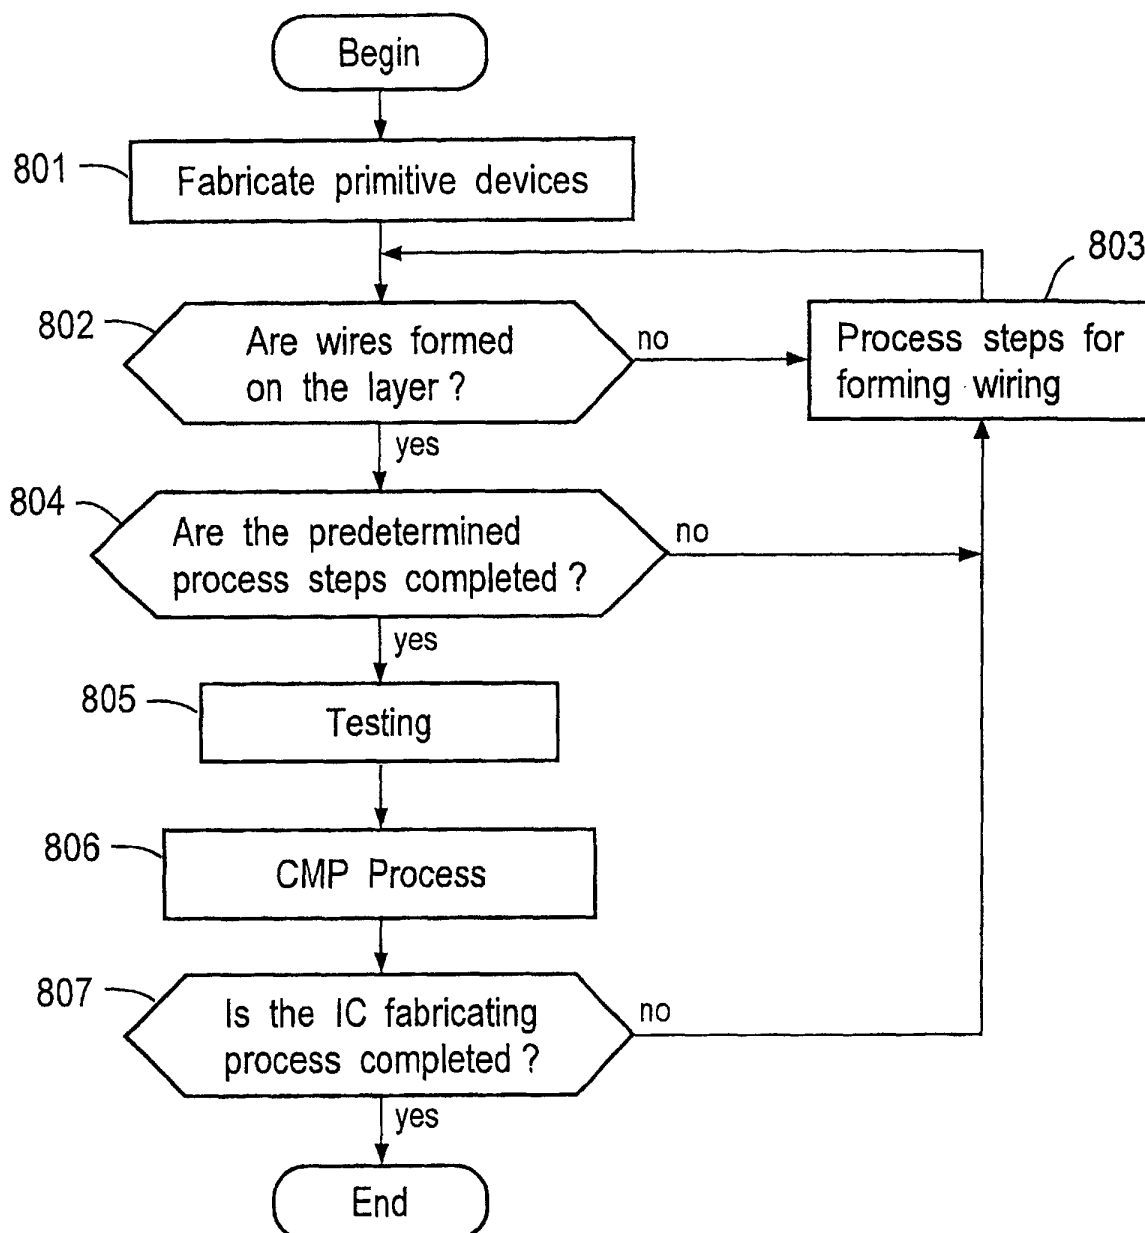 Begin
801
Fabricate primitive devices
803
802
Are wires formed
on the layer ?
no
Process steps for
forming wiring
yes
804
Are the predetermined
process steps completed ?
no
yes
805
Testing
806
CMP Process
807
Is the IC fabricating
process completed ?
no
yes
End